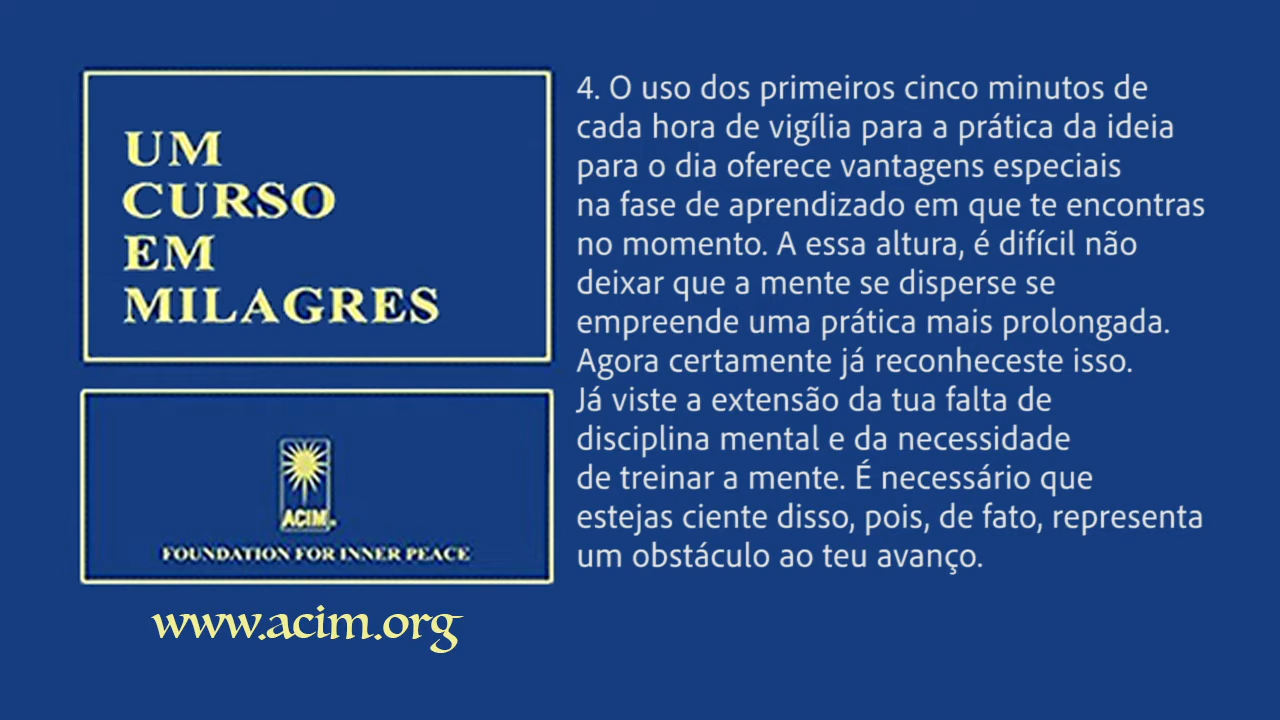 UM
CURSO
EM
MILAGRES
ACIM®
FOUNDATION FOR INNER PEACE
www.acim.org
4. O uso dos primeiros cinco minutos de
cada hora de vigília para a prática da ideia
para o dia oferece vantagens especiais
na fase de aprendizado em que te encontras
no momento. A essa altura, é difícil não
deixar que a mente se disperse se
empreende uma prática mais prolongada.
Agora certamente já reconheceste isso.
Já viste a extensão da tua falta de
disciplina mental e da necessidade
de treinar a mente. É necessário que
estejas ciente disso, pois, de fato, representa
um obstáculo ao teu avanço.